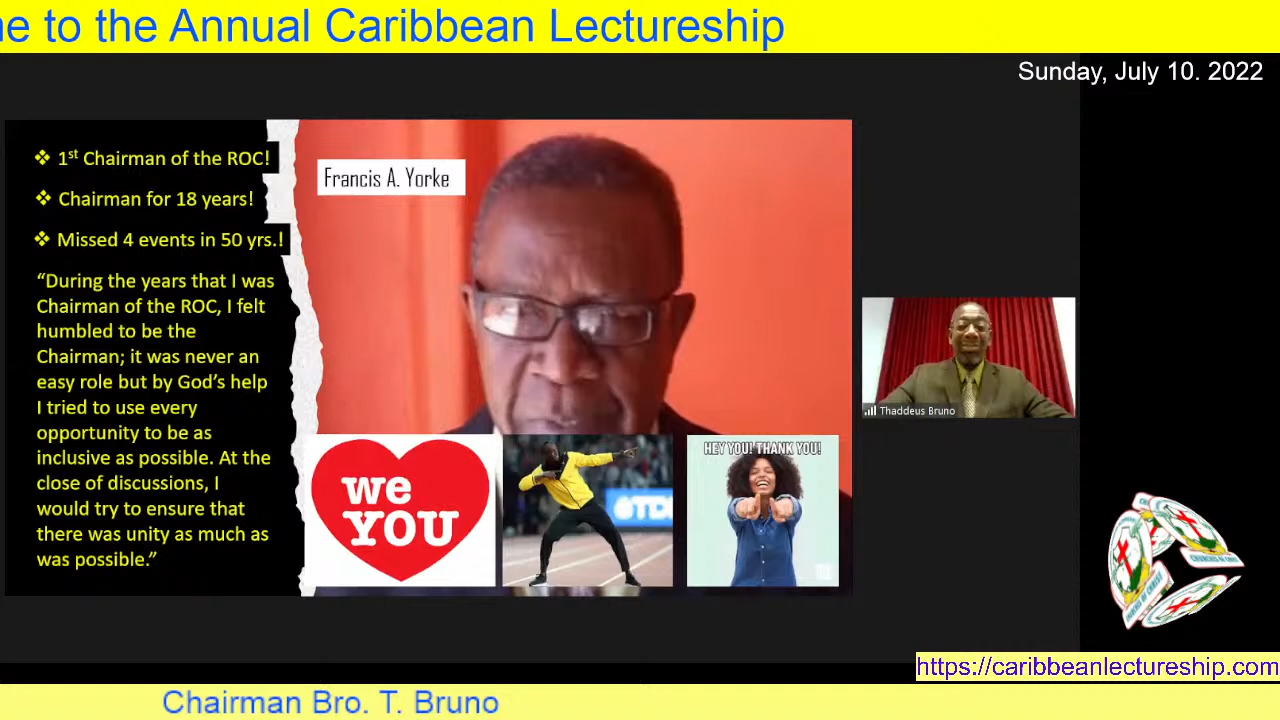 ne to the Annual Caribbean Lectureship
Sunday, July 10. 2022
❖ 1st Chairman of the ROC!
❖ Chairman for 18 years!
❖ Missed 4 events in 50 yrs.!
“During the years that I was
Chairman of the ROC, I felt
humbled to be the
Chairman; it was never an
easy role but by God’s help
I tried to use every
opportunity to be as
inclusive as possible. At the
close of discussions, I
would try to ensure that
there was unity as much as
was possible.”
Francis A. Yorke
we
YOU
HEY YOU! THANK YOU!
Thaddeus Bruno
https://caribbeanlectureship.com
Chairman Bro. T. Bruno